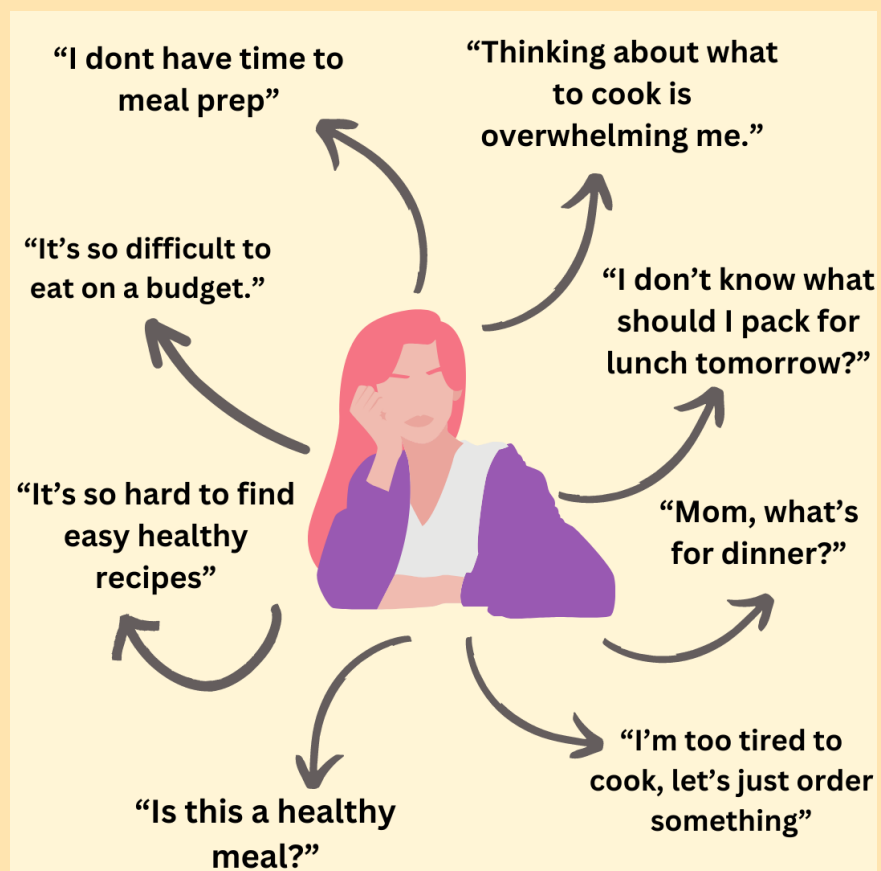 “I dont have time to
meal prep”
“Thinking about what
to cook is
overwhelming me.”
“It’s so difficult to
eat on a budget.”
“I don’t know what
should I pack for
lunch tomorrow?”
“It’s so hard to find
easy healthy
recipes”
“Mom, what’s
for dinner?”
“I’m too tired to
cook, let’s just order
something”
“Is this a healthy
meal?”